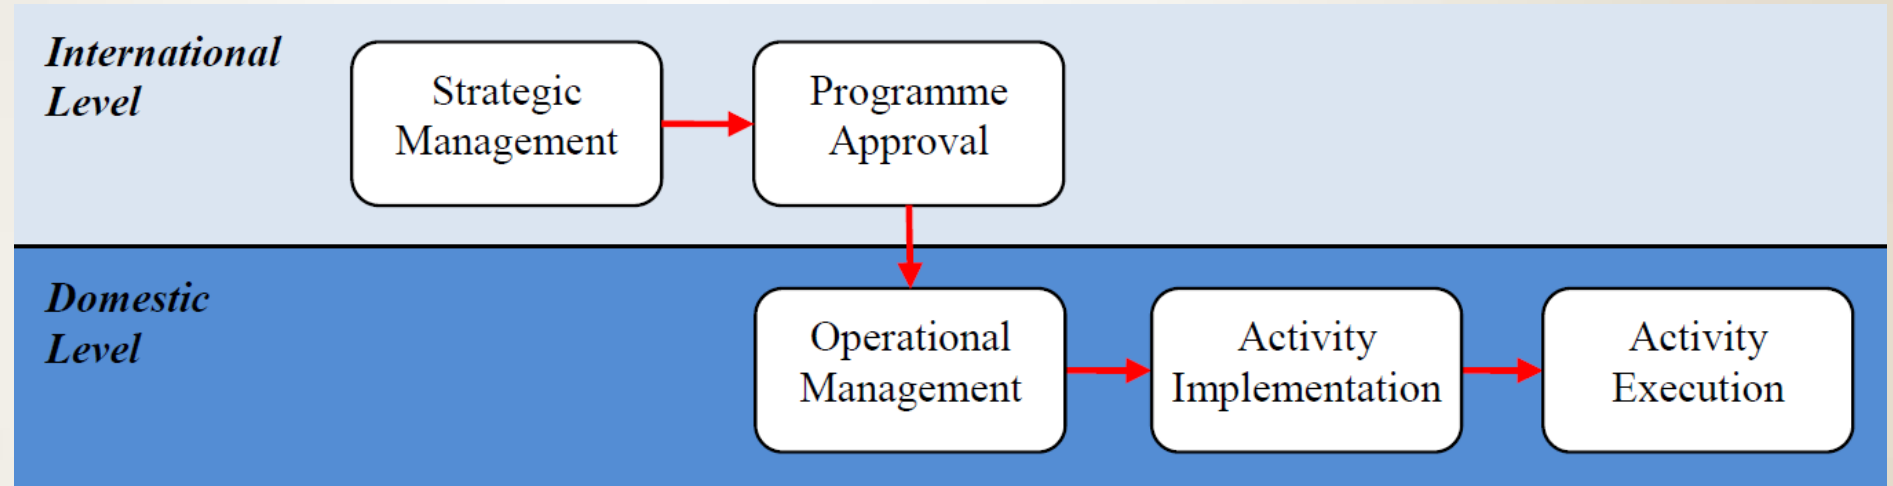 International
Level
Strategic
Management
Programme
Approval
Domestic
Level
Operational
Management
Activity
Implementation
Activity
Execution